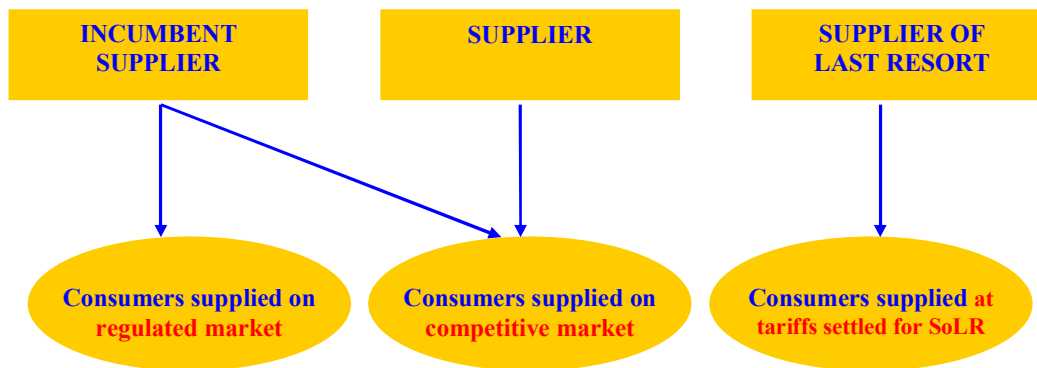 INCUMBENT
SUPPLIER
SUPPLIER
SUPPLIER OF
LAST RESORT
Consumers supplied on
regulated market
Consumers supplied on
competitive market
Consumers supplied at
tariffs settled for SoLR